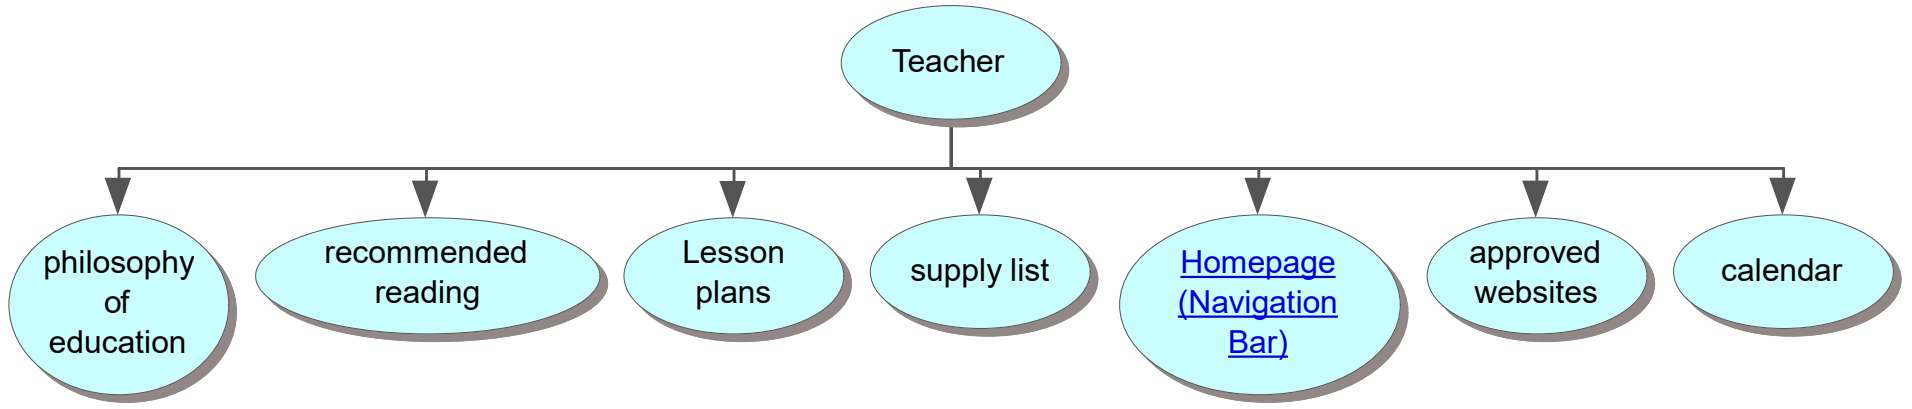 Teacher
philosophy
of
education
recommended
reading
Lesson
plans
supply list
Homepage
(Navigation
Bar)
approved
websites
calendar